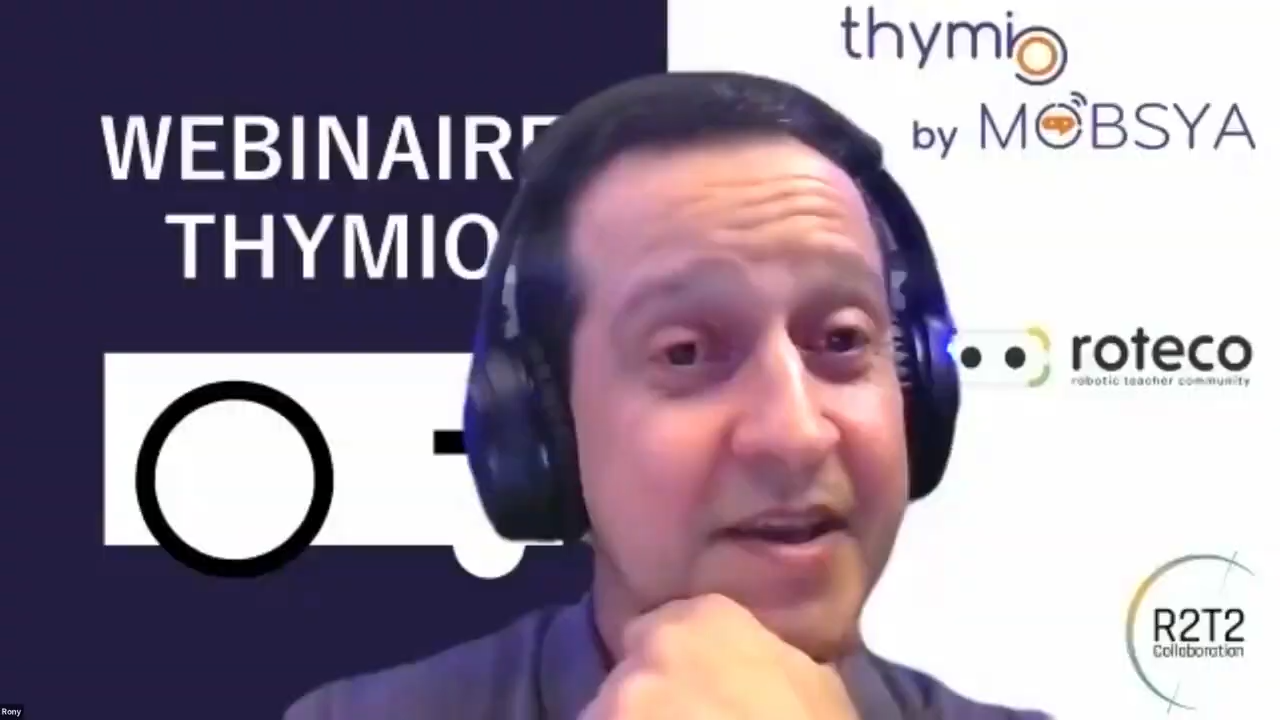 WEBINAIRE
THYMIO
thymio
by MOBSYA
roteco
robotic teacher community
R2T2
Collaboration
Rony